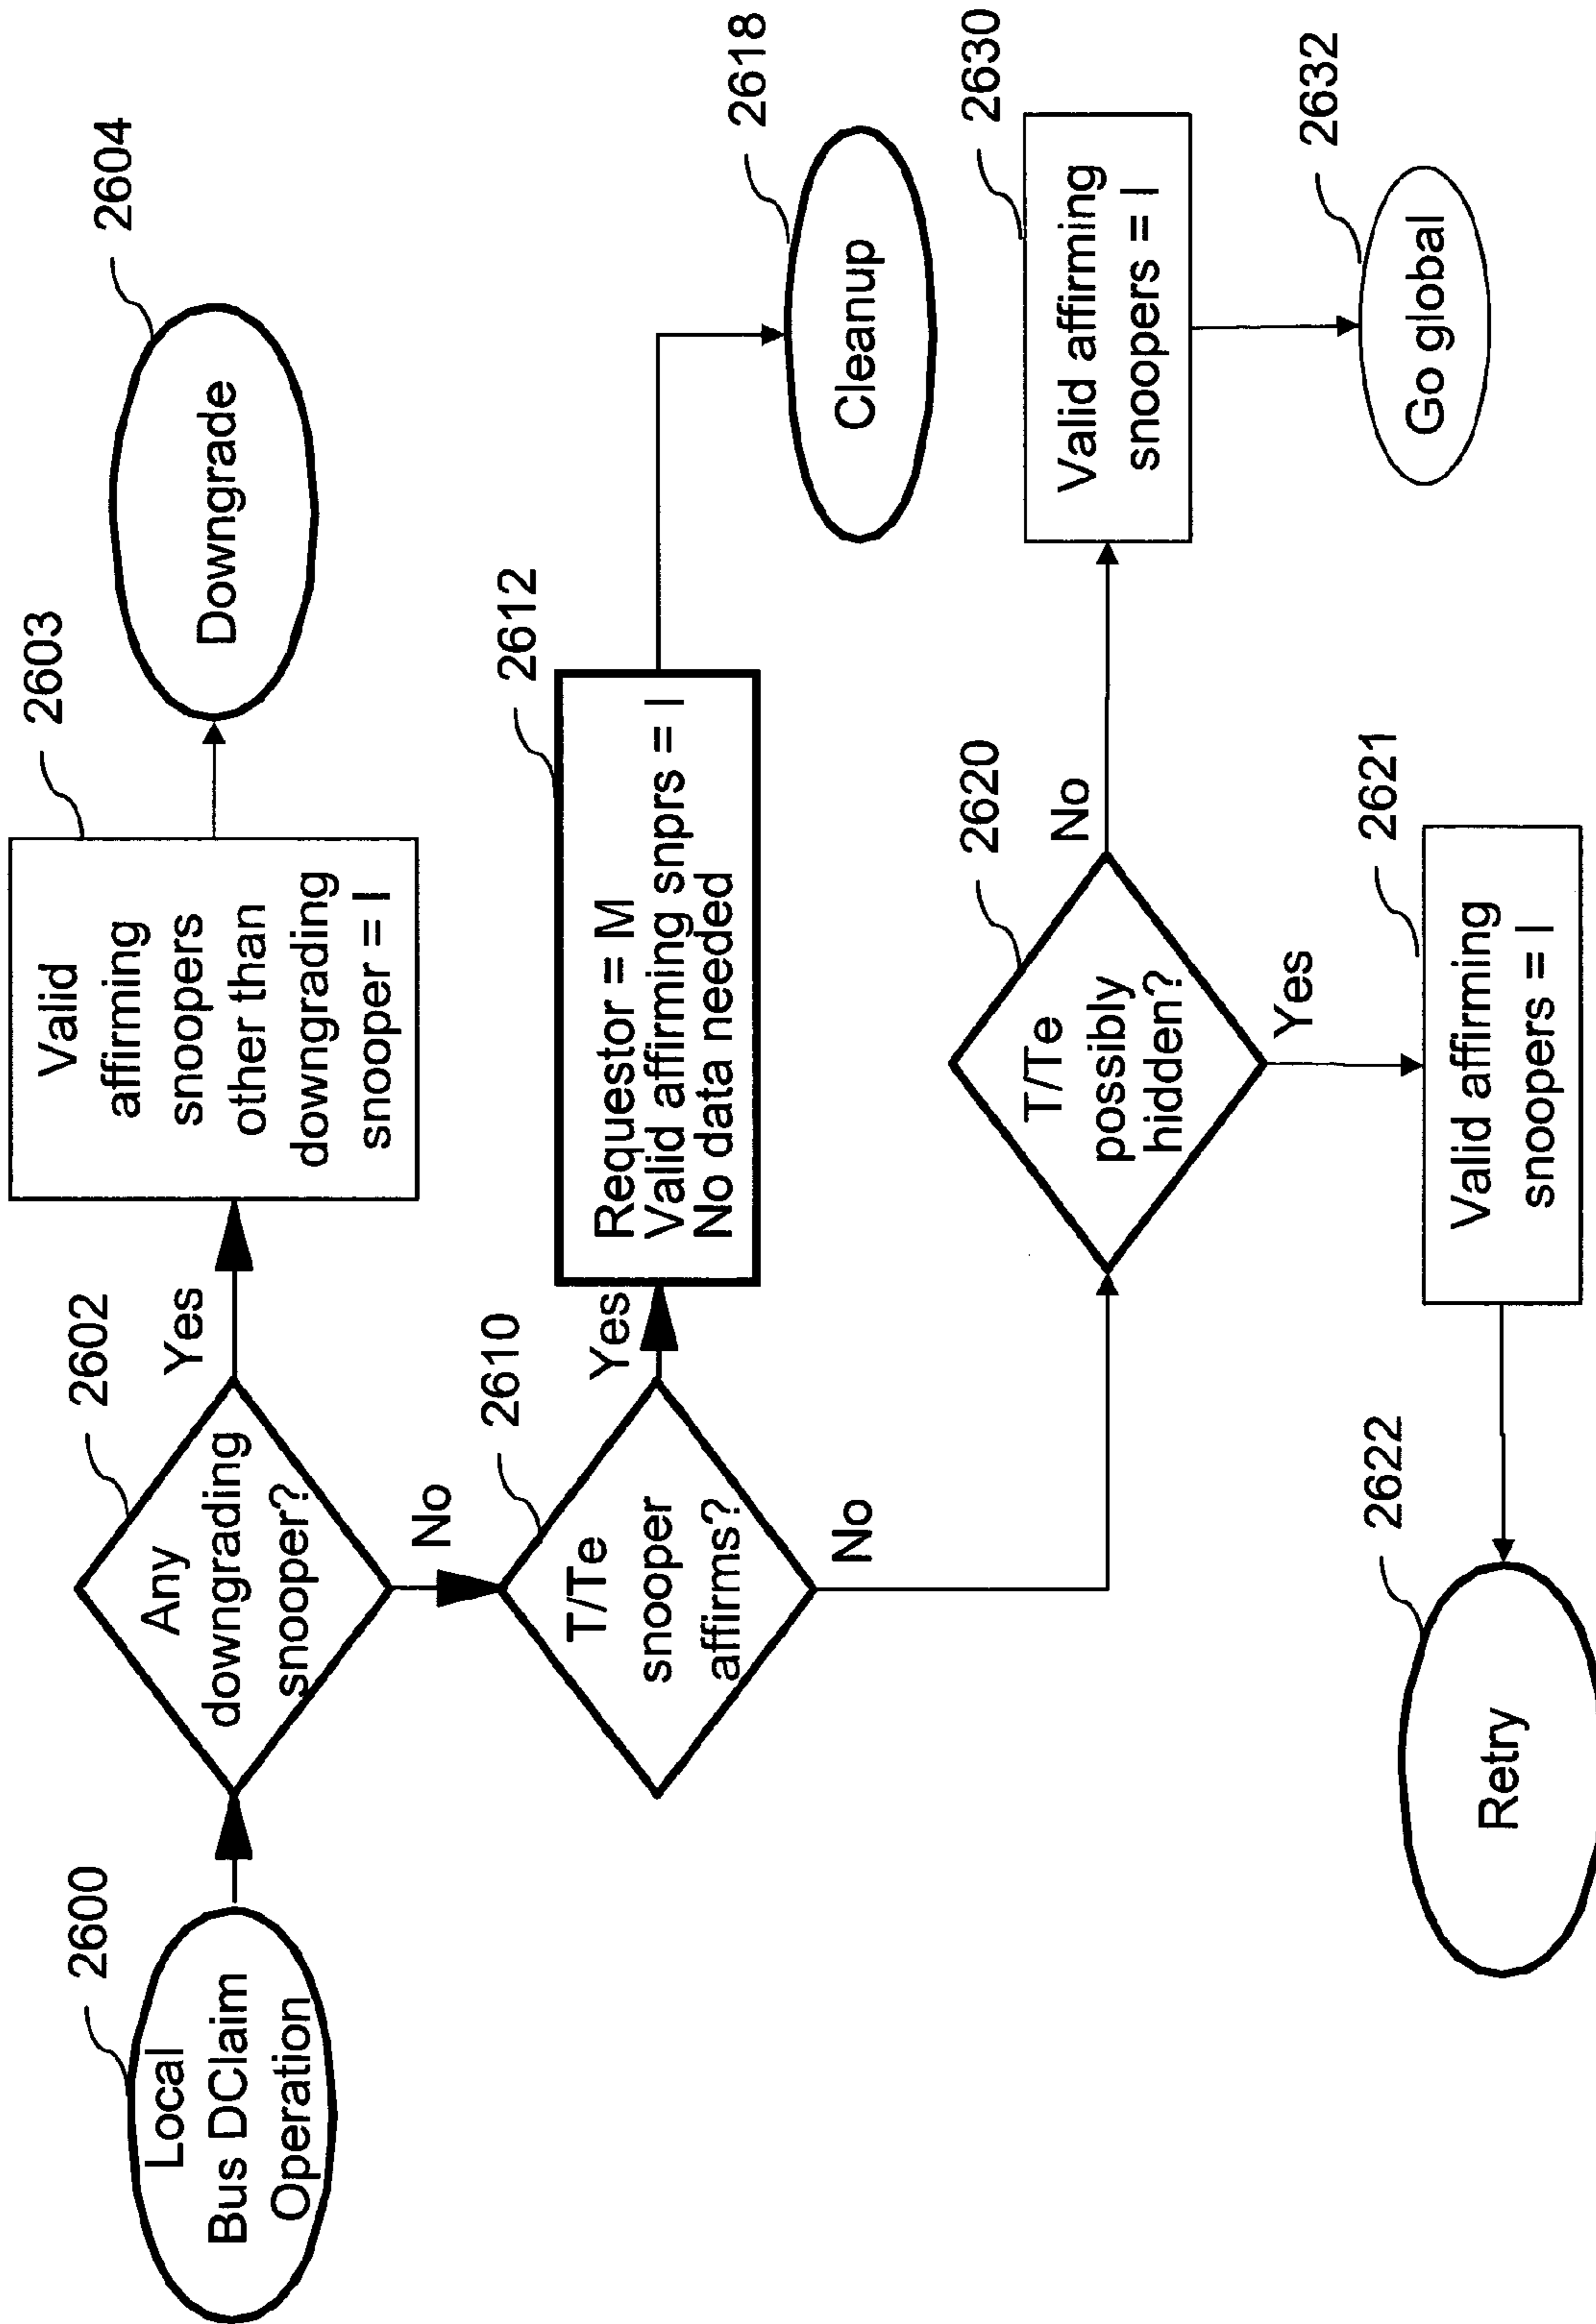 2600
Local
Bus DClaim
Operation
2602
Any
downgrading
snooper?
Yes
No
2603
Valid
affirming
snoopers
other than
downgrading
snooper = I
2604
Downgrade
2610
T/Te
snooper
affirms?
Yes
No
2612
Requestor = M
Valid affirming snprs = I
No data needed
2618
Cleanup
2620
T/Te
possibly
hidden?
No
Yes
2630
Valid affirming
snoopers = I
2632
Go global
2621
Valid affirming
snoopers = I
2622
Retry